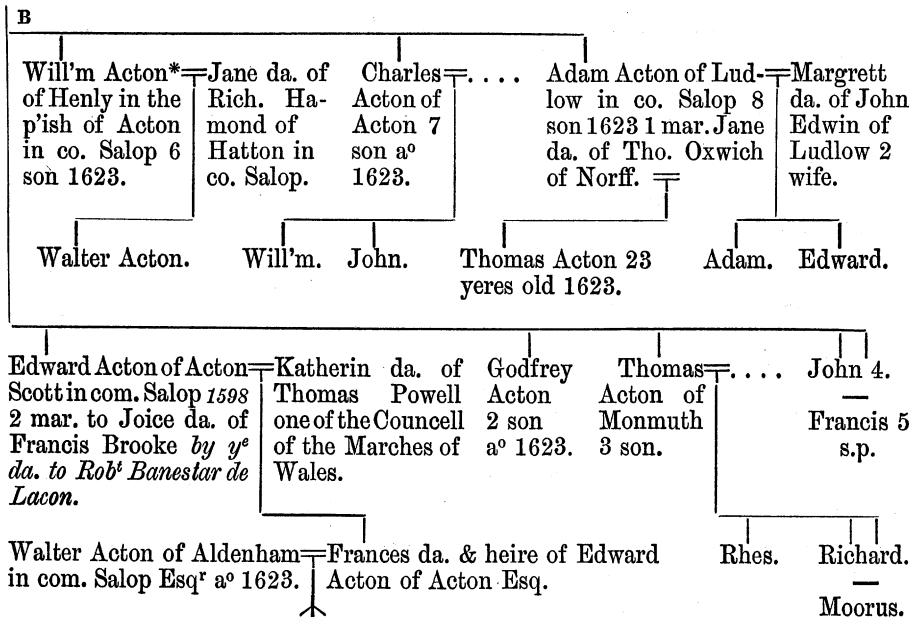 B
Will'm Acton*
of Henly in the
p'ish of Acton
in co. Salop 6
son 1623.
Jane da. of
Rich. Ha-
mond of
Hatton in
co. Salop.
Charles
Acton of
Acton 7
son aº
1623.
. . . .
Adam Acton of Lud-
low in co. Salop 8
son 1623 1 mar. Jane
da. of Tho. Oxwich
of Norff.
Margrett
da. of John
Edwin of
Ludlow 2
wife.
Walter Acton.
Will'm.
John.
Thomas Acton 23
yeres old 1623.
Adam.
Edward.
Edward Acton of Acton
Scott in com. Salop 1598
2 mar. to Joice da. of
Francis Brooke by yᵉ
da. to Robᵗ Banestar de
Lacon.
Katherin da. of
Thomas Powell
one of the Councell
of the Marches of
Wales.
Godfrey
Acton
2 son
aº 1623.
Thomas
Acton of
Monmuth
3 son.
. . . .
John 4.
—
Francis 5
s.p.
Walter Acton of Aldenham
in com. Salop Esqʳ aº 1623.
Frances da. & heire of Edward
Acton of Acton Esq.
Rhes.
Richard.
—
Moorus.